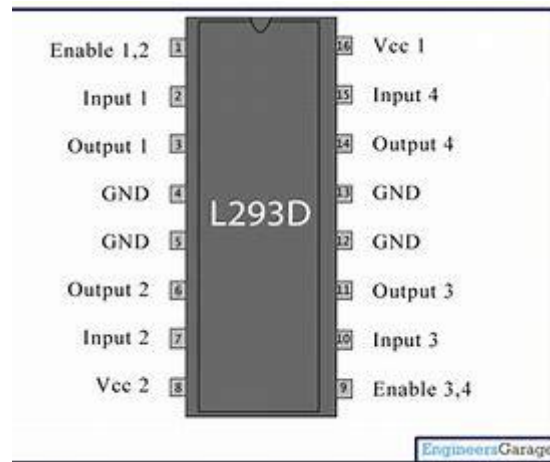 Enable 1,2 1
Input 1 2
Output 1 3
GND 4
GND 5
Output 2 6
Input 2 7
Vcc 2 8
L293D
16 Vcc 1
15 Input 4
14 Output 4
13 GND
12 GND
11 Output 3
10 Input 3
9 Enable 3,4
EngineersGarage